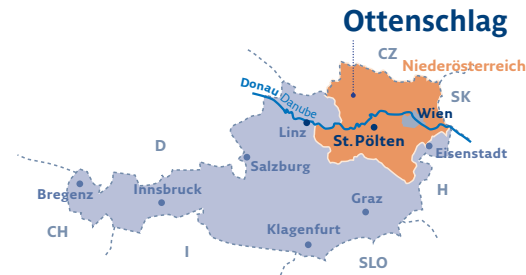 Ottenschlag
CZ
Niederösterreich
Donau Danube
SK
Wien
Linz
St. Pölten
D
Eisenstadt
Salzburg
Bregenz
Innsbruck
H
Graz
CH
Klagenfurt
I
SLO